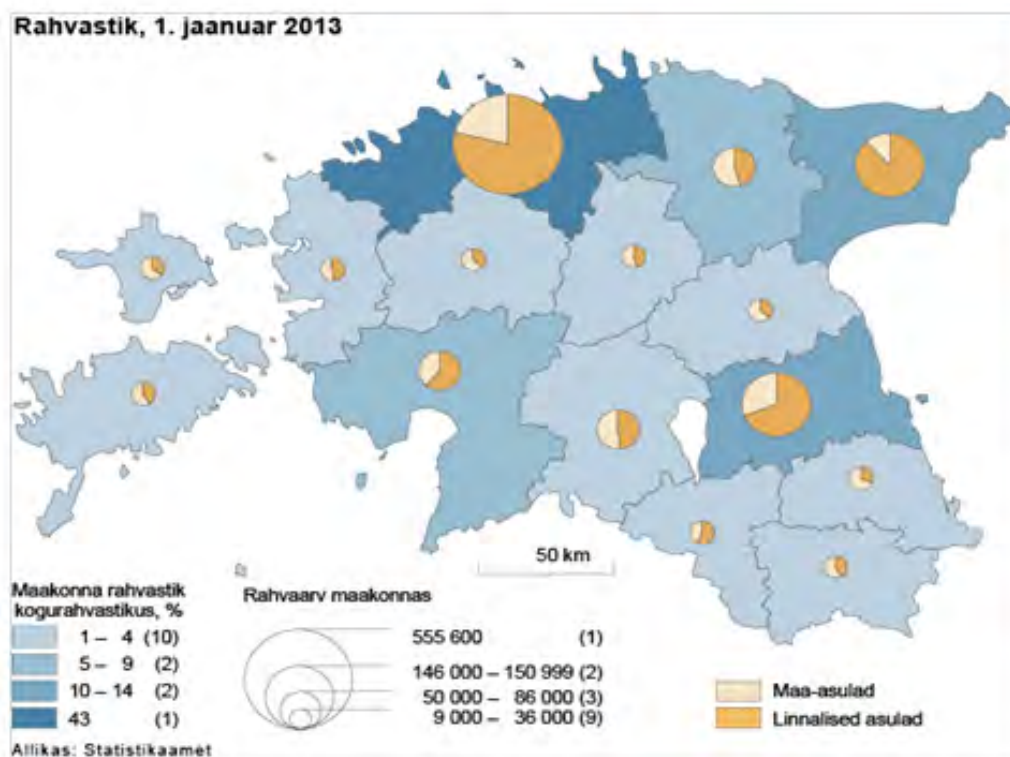 Rahvastik, 1. jaanuar 2013
50 km
Maakonna rahvastik
kogurahvastikus, %
1 – 4 (10)
5 – 9 (2)
10 – 14 (2)
43 (1)
Rahvaarv maakonnas
555 600 (1)
146 000 – 150 999 (2)
50 000 – 86 000 (3)
9 000 – 36 000 (9)
Maa-asulad
Linnalised asulad
Allikas: Statistikaamet